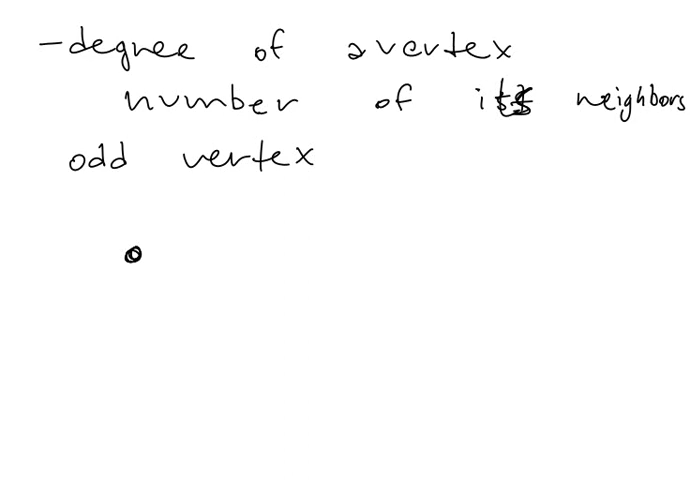 - degree of a vertex
number of its neighbors
odd vertex